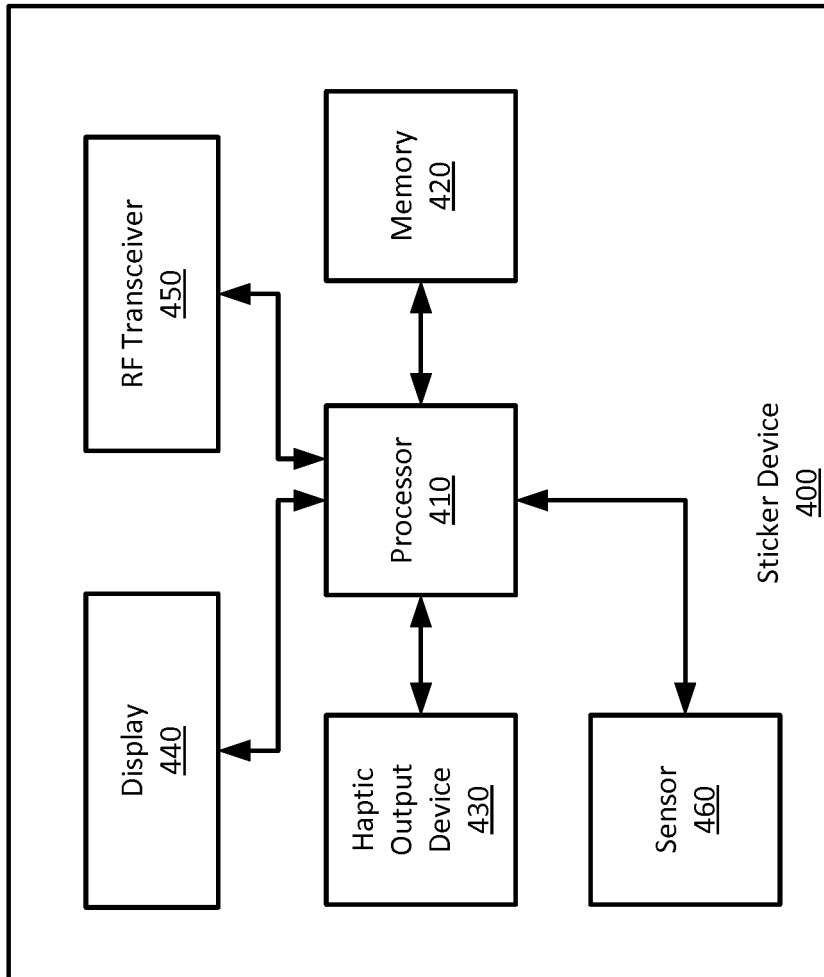 Display
440
RF Transceiver
450
Haptic
Output
Device
430
Processor
410
Memory
420
Sensor
460
Sticker Device
400